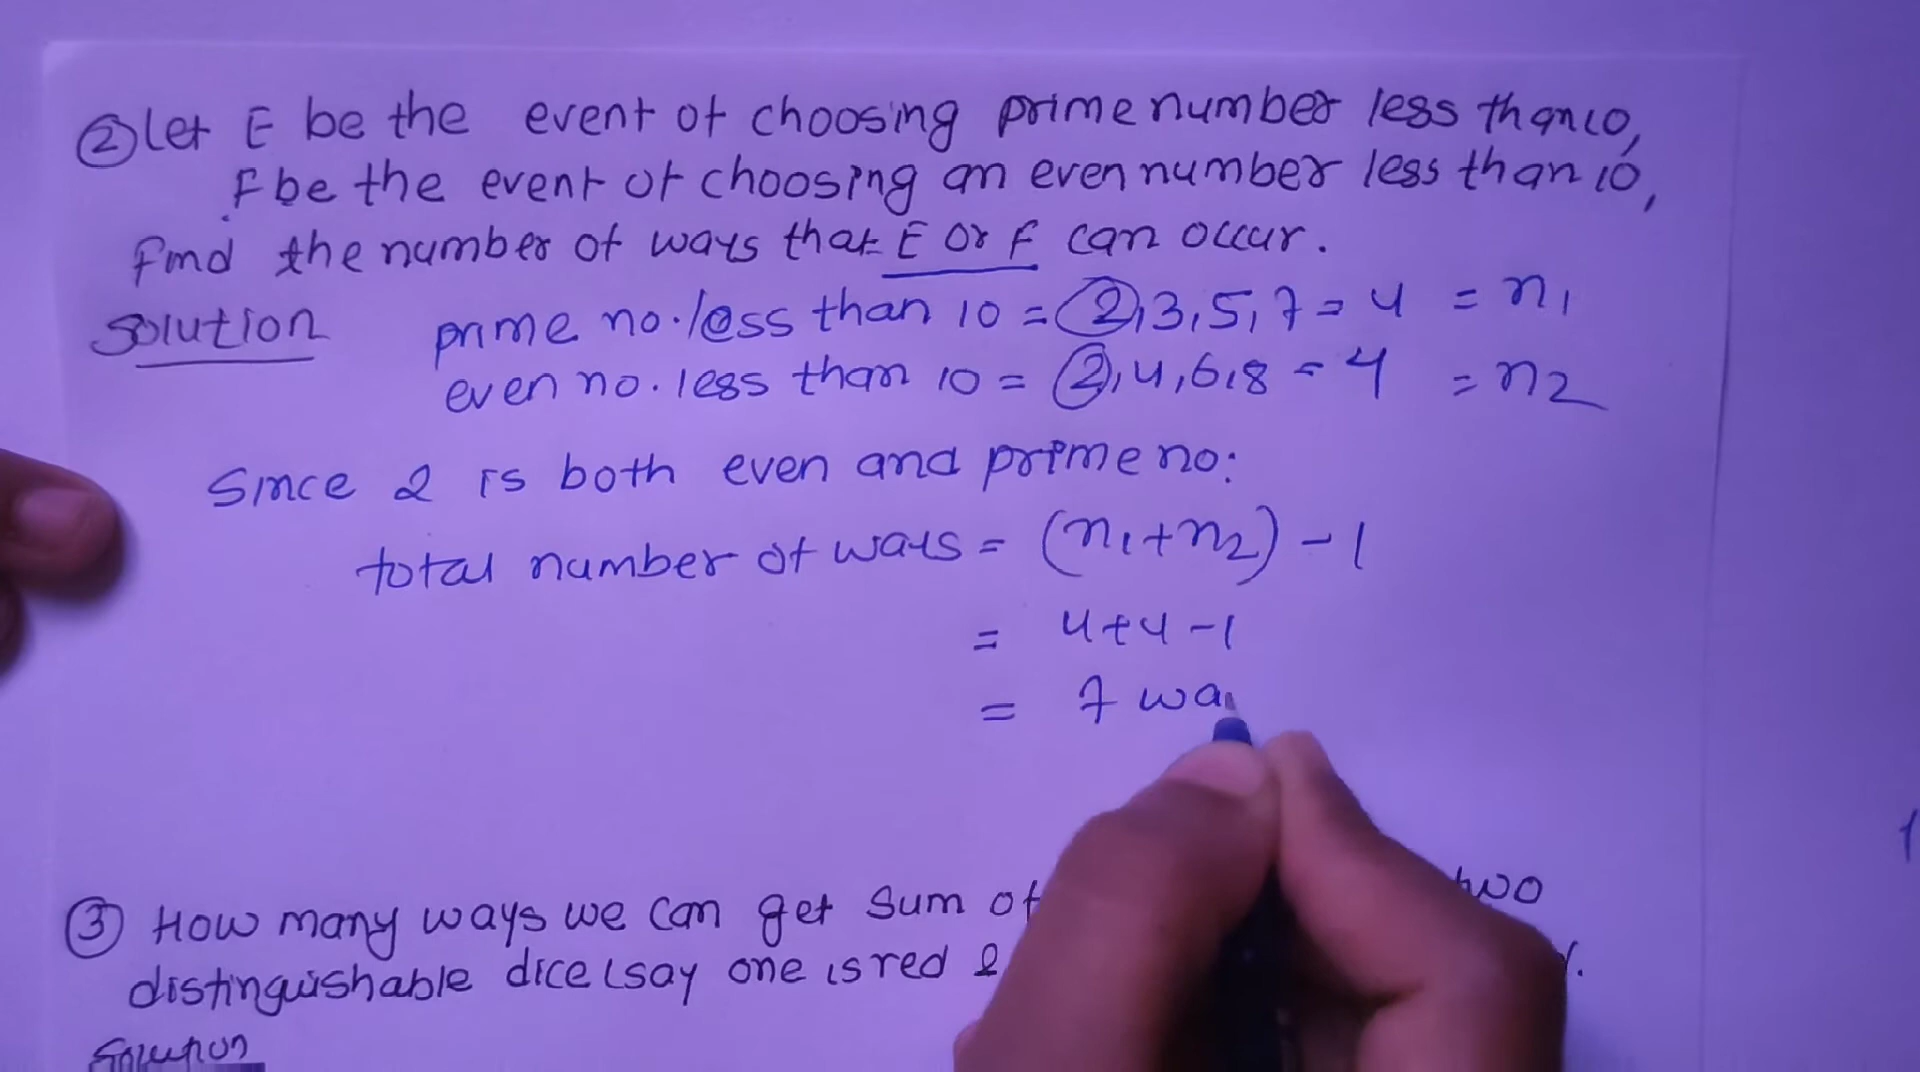 ② Let E be the event of choosing prime number less than 10,
F be the event of choosing an even number less than 10,
find the number of ways that E or F can occur.
Solution prime no. less than 10 = 2,3,5,7 = 4 = n1
even no. less than 10 = 2,4,6,8 = 4 = n2
Since 2 is both even and prime no:
total number of ways = (n1+n2) - 1
= 4+4-1
= 7 wa
③ How many ways we can get sum of two
distinguishable dice (say one is red &
Solution